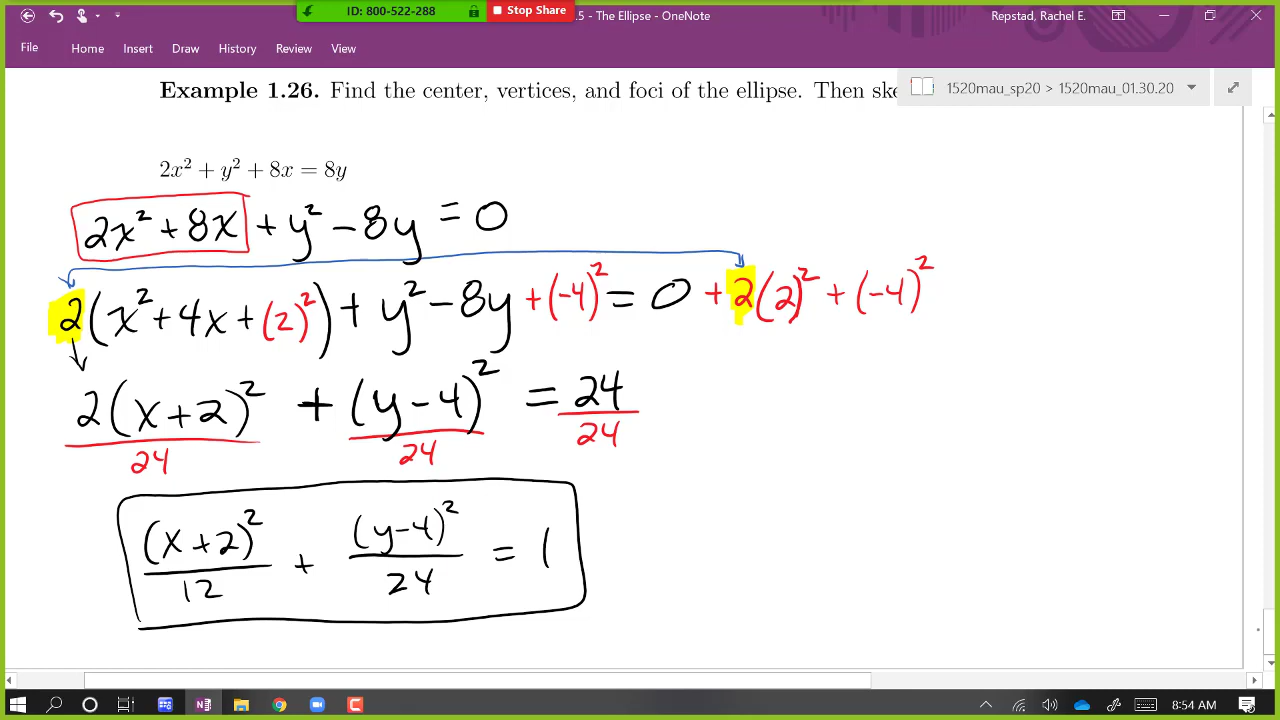 ID: 800-522-288 Stop Share
.5 - The Ellipse - OneNote
Repstad, Rachel E.
File Home Insert Draw History Review View
Example 1.26. Find the center, vertices, and foci of the ellipse. Then ske
1520mau_sp20 > 1520mau_01.30.20
2x² + y² + 8x = 8y
2x² + 8x + y² - 8y = 0
2(x² + 4x + (2)²) + y² - 8y + (-4)² = 0 + 2(2)² + (-4)²
2(x+2)² + (y-4)² = 24
24 24 24
(x+2)² + (y-4)² = 1
12 24
8:54 AM